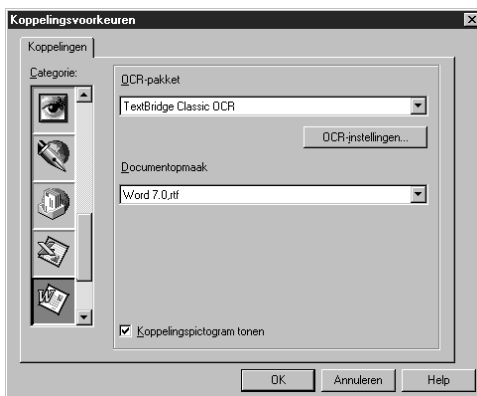 Koppelingsvoorkeuren
Koppelingen
Categorie:
OCR-pakket
TextBridge Classic OCR
OCR-instellingen...
Documentopmaak
Word 7.0,rtf
Koppelingspictogram tonen
OK Annuleren Help